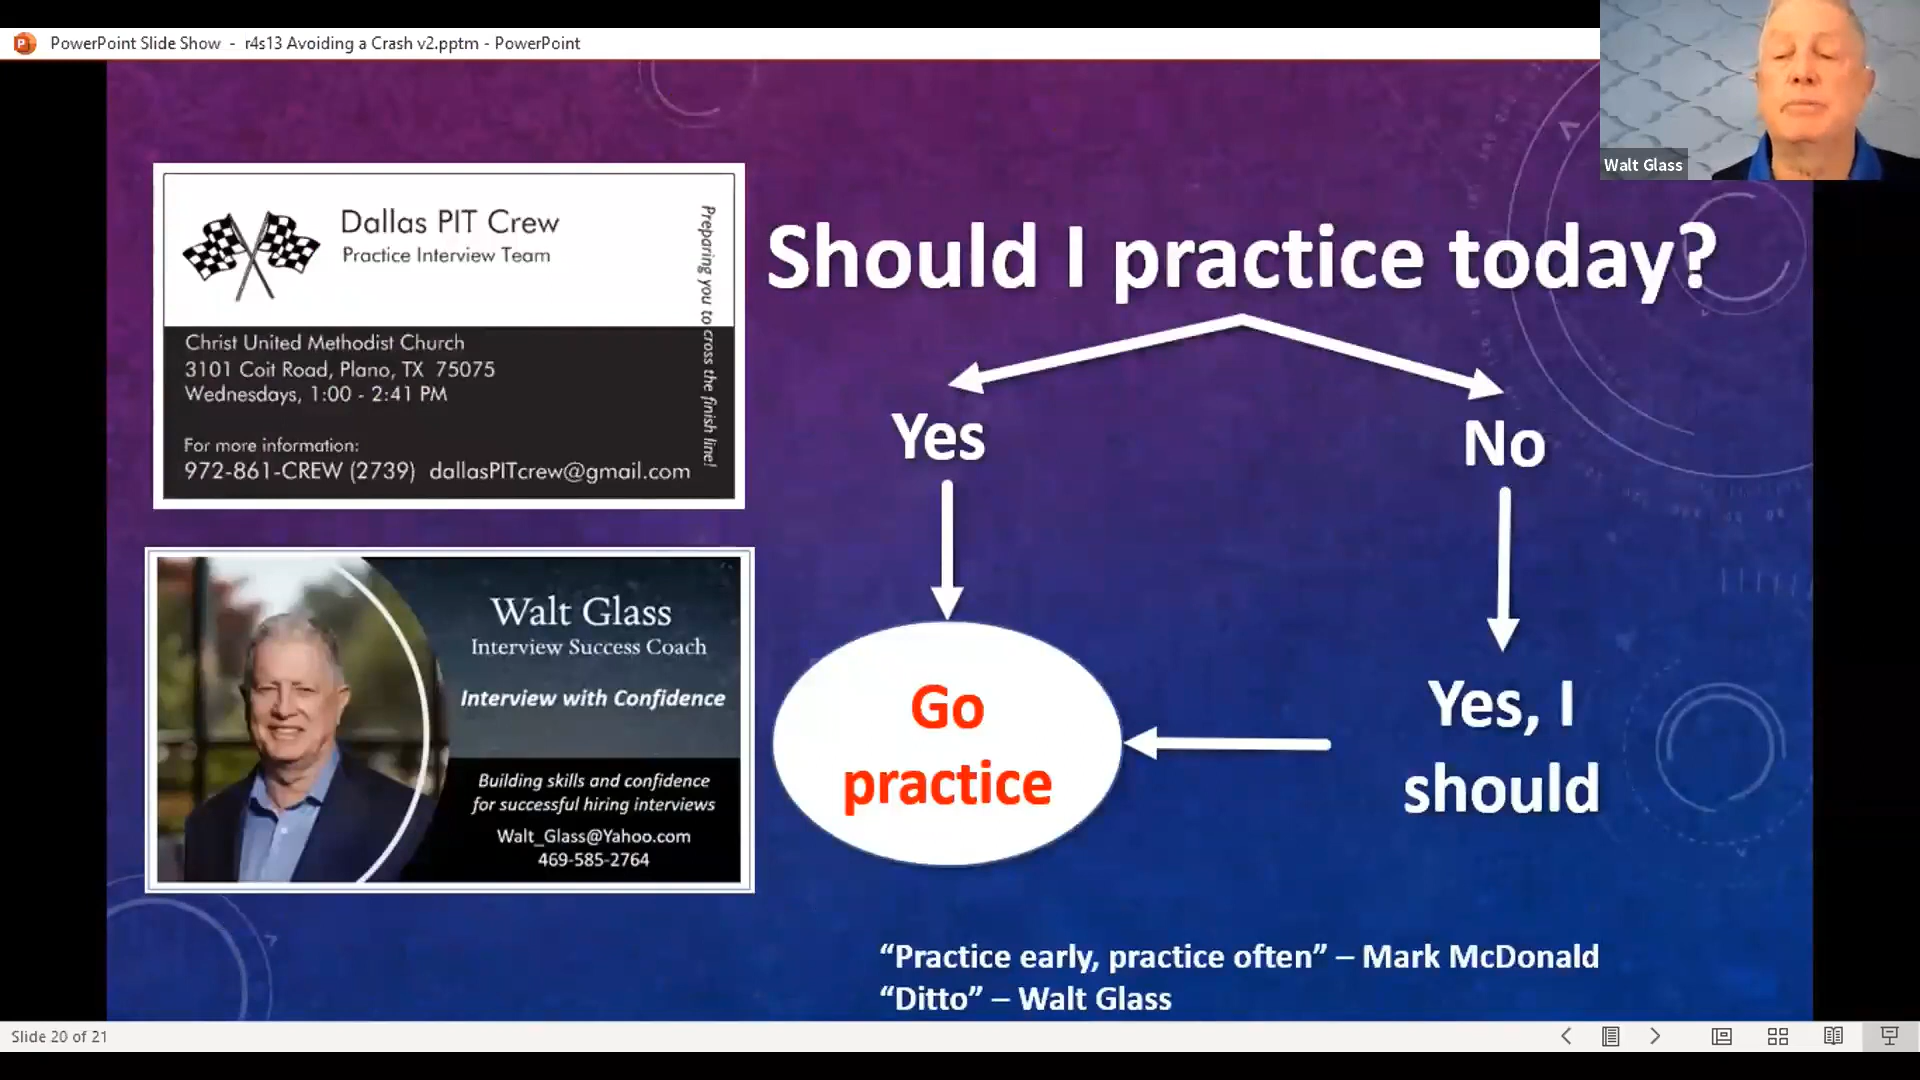 PowerPoint Slide Show - r4s13 Avoiding a Crash v2.pptm - PowerPoint
Walt Glass
Dallas PIT Crew
Practice Interview Team
Preparing you to cross the finish line!
Christ United Methodist Church
3101 Coit Road, Plano, TX 75075
Wednesdays, 1:00 - 2:41 PM
For more information:
972-861-CREW (2739) dallasPITcrew@gmail.com
Walt Glass
Interview Success Coach
Interview with Confidence
Building skills and confidence
for successful hiring interviews
Walt_Glass@Yahoo.com
469-585-2764
Should I practice today?
Yes
No
Go
practice
Yes, I
should
“Practice early, practice often” – Mark McDonald
“Ditto” – Walt Glass
Slide 20 of 21